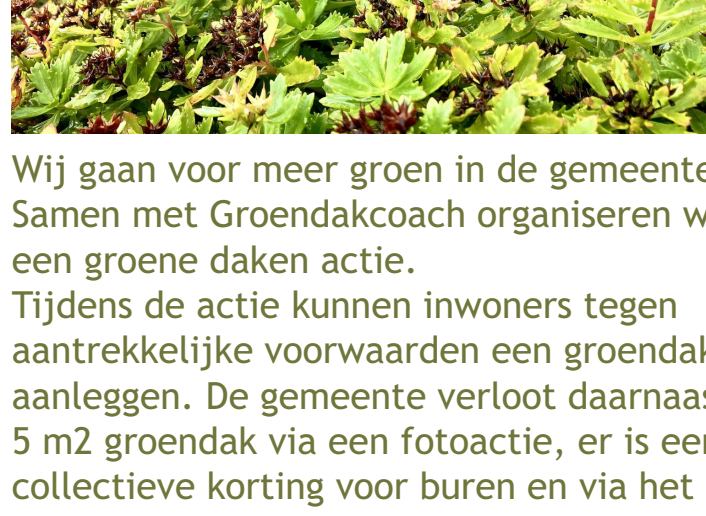 Wij gaan voor meer groen in de gemeente
Samen met Groendakcoach organiseren w
een groene daken actie.
Tijdens de actie kunnen inwoners tegen
aantrekkelijke voorwaarden een groendak
aanleggen. De gemeente verloot daarnaas
5 m2 groendak via een fotoactie, er is een
collectieve korting voor buren en via het